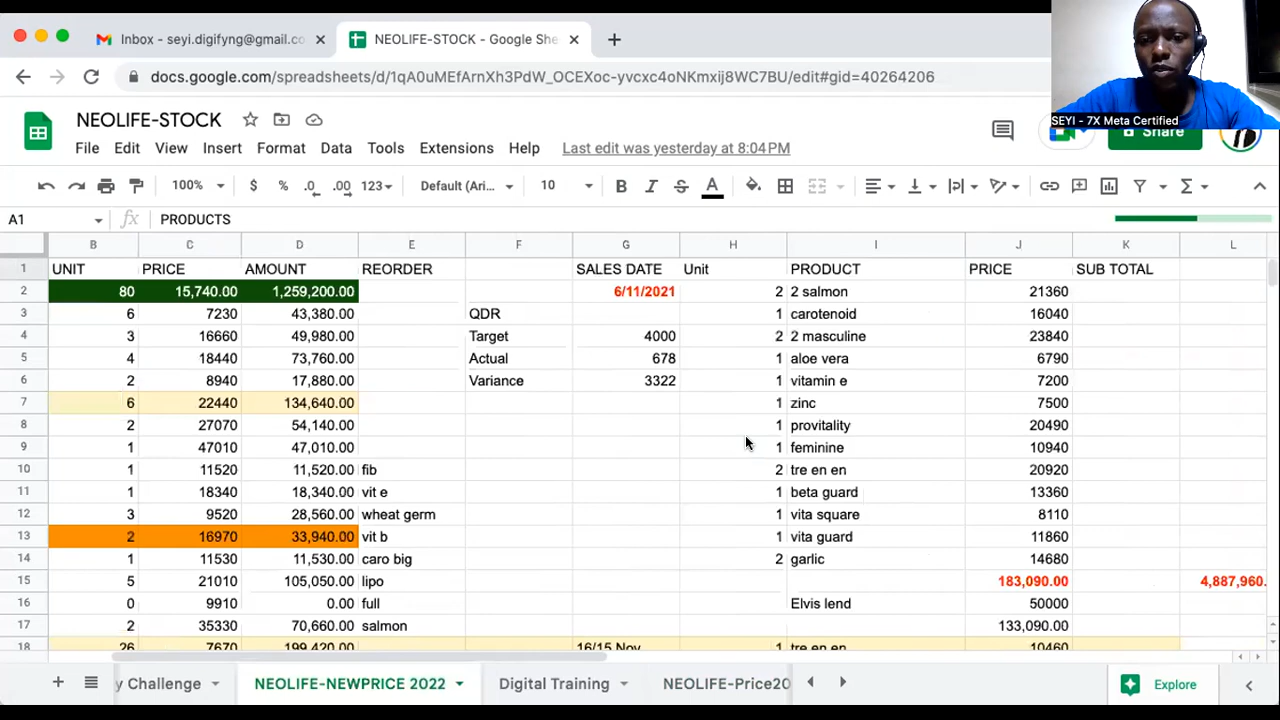 Inbox - seyi.digifyng@gmail.co
NEOLIFE-STOCK - Google She
docs.google.com/spreadsheets/d/1qA0uMEfArnXh3PdW_OCEXoc-yvcxc4oNKmxij8WC7BU/edit#gid=40264206
SEYI - 7X Meta Certified
NEOLIFE-STOCK
Share
File Edit View Insert Format Data Tools Extensions Help Last edit was yesterday at 8:04 PM
100% $ % .0 .00 123 Default (Ari... 10 B I S A
A1 fx PRODUCTS
B C D E F G H I J K L
1 UNIT PRICE AMOUNT REORDER SALES DATE Unit PRODUCT PRICE SUB TOTAL
2 80 15,740.00 1,259,200.00 6/11/2021 2 2 salmon 21360
3 6 7230 43,380.00 QDR 1 carotenoid 16040
4 3 16660 49,980.00 Target 4000 2 2 masculine 23840
5 4 18440 73,760.00 Actual 678 1 aloe vera 6790
6 2 8940 17,880.00 Variance 3322 1 vitamin e 7200
7 6 22440 134,640.00 1 zinc 7500
8 2 27070 54,140.00 1 provitality 20490
9 1 47010 47,010.00 1 feminine 10940
10 1 11520 11,520.00 fib 2 tre en en 20920
11 1 18340 18,340.00 vit e 1 beta guard 13360
12 3 9520 28,560.00 wheat germ 1 vita square 8110
13 2 16970 33,940.00 vit b 1 vita guard 11860
14 1 11530 11,530.00 caro big 2 garlic 14680
15 5 21010 105,050.00 lipo 183,090.00 4,887,960.
16 0 9910 0.00 full Elvis lend 50000
17 2 35330 70,660.00 salmon 133,090.00
18 26 7670 199,420.00 16/15 Nov 1 tre en en 10460
y Challenge NEOLIFE-NEWPRICE 2022 Digital Training NEOLIFE-Price20 Explore